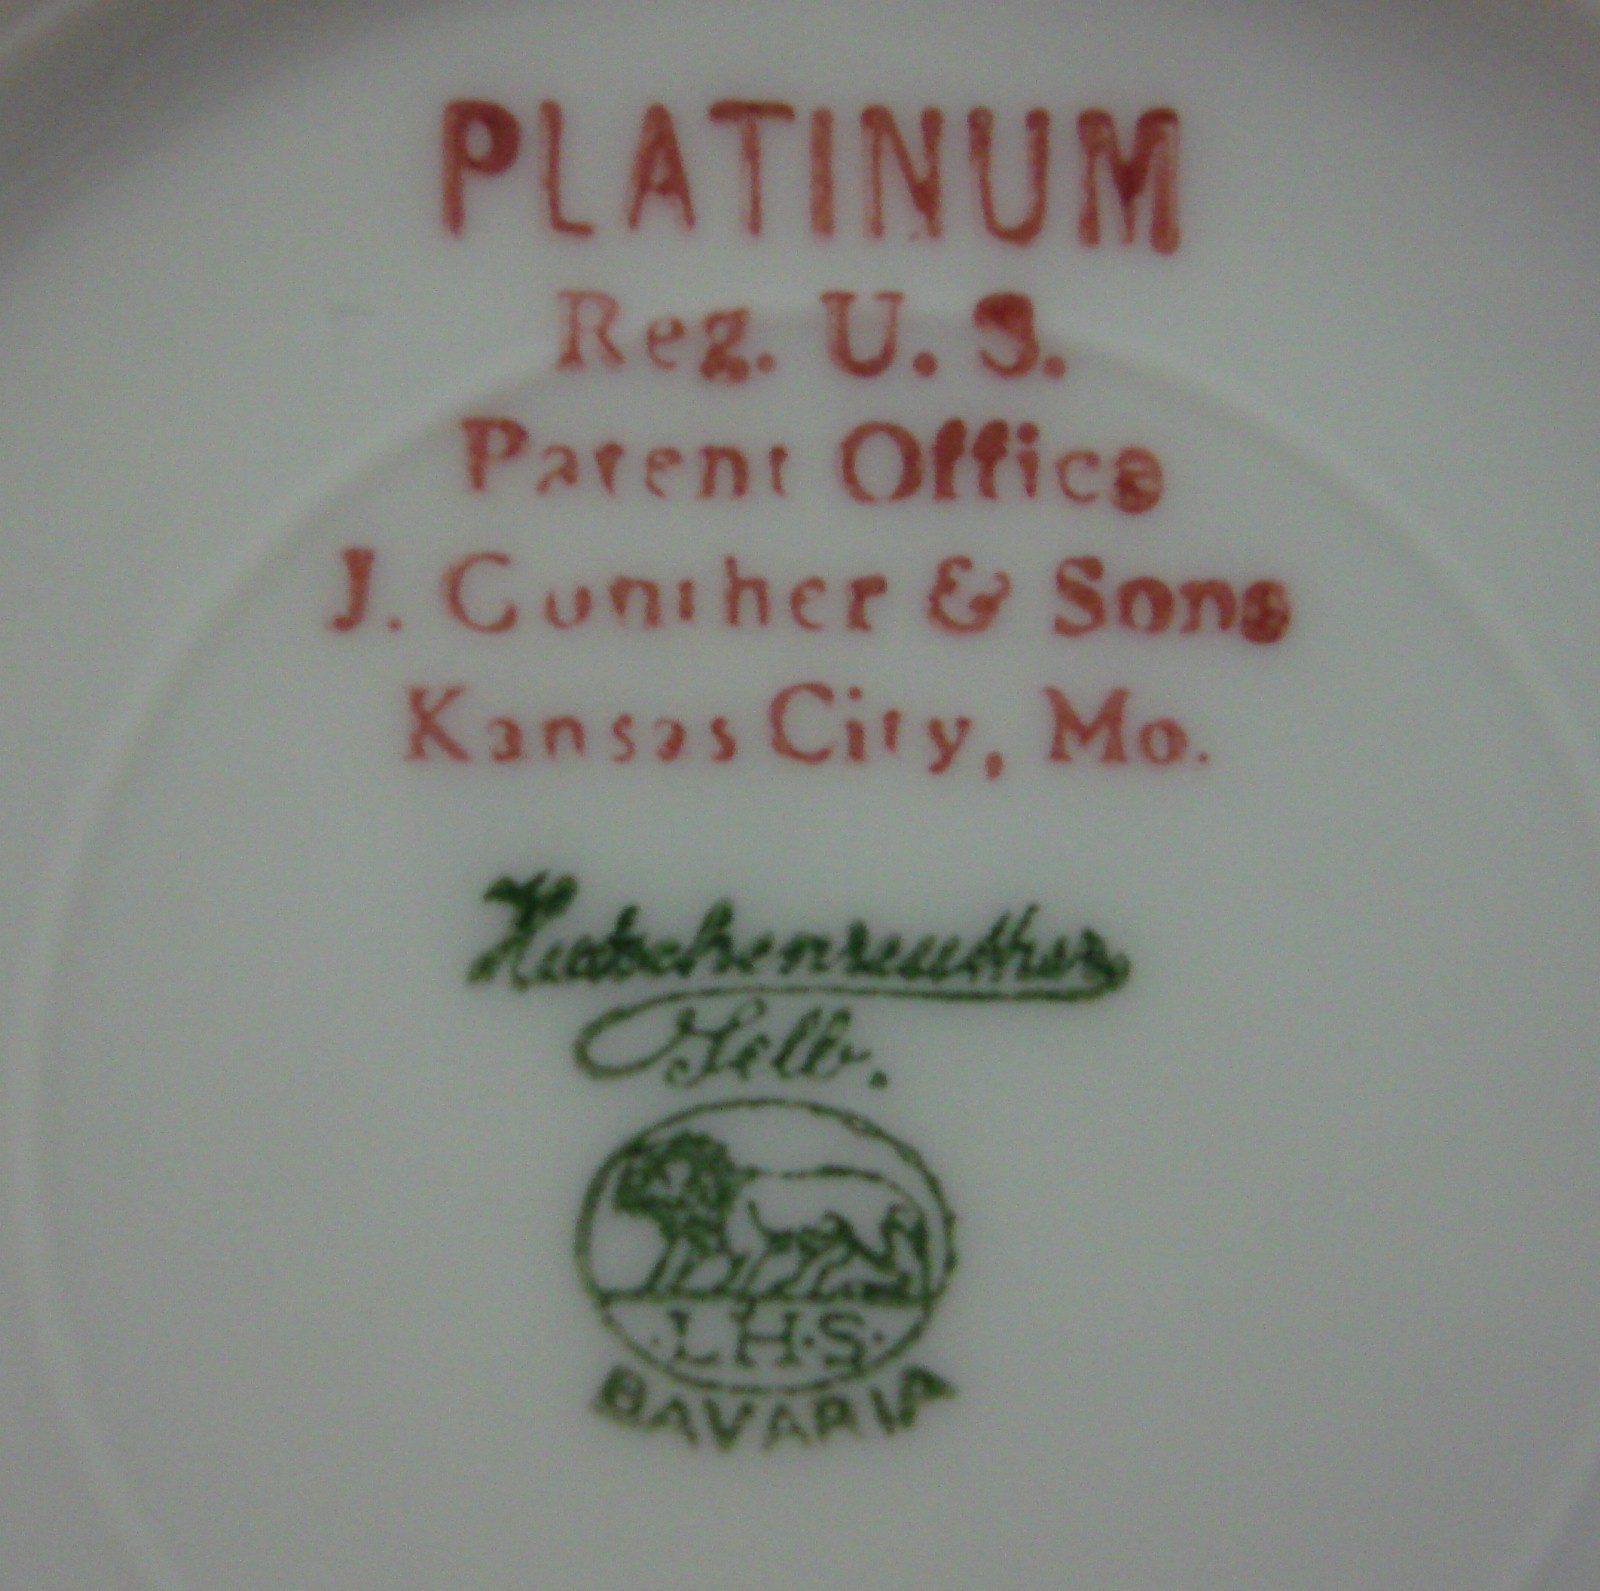 PLATINUM
Reg. U. S.
Patent Office
J. Gunther & Sons
Kansas City, Mo.
Hutschenreuther
Selb.
·L·H·S·
BAVARIA